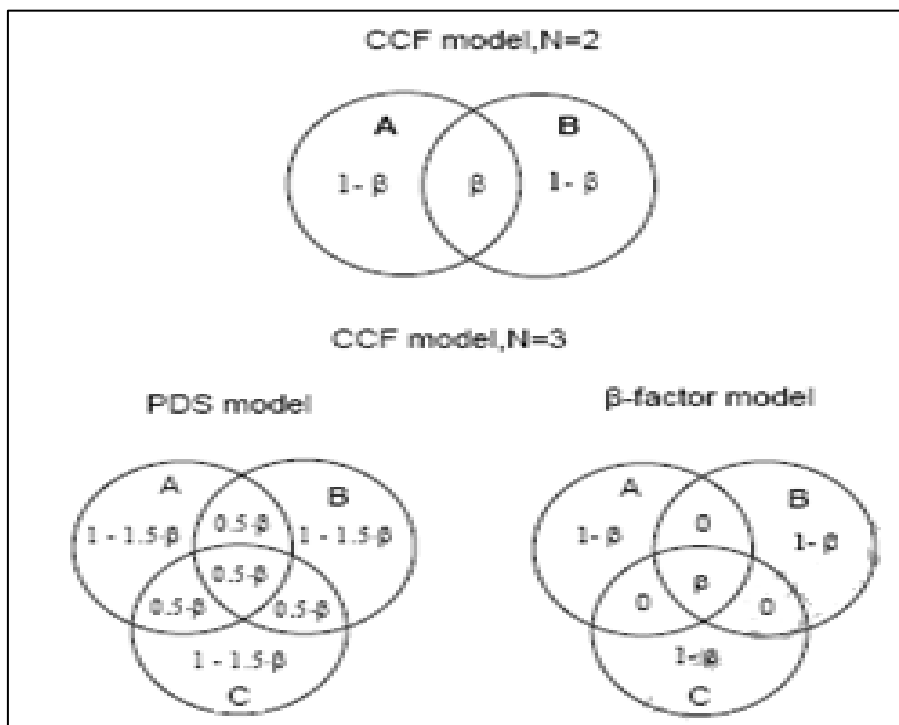 CCF model,N=2
A B
1- β β 1- β
CCF model,N=3
PDS model β-factor model
A B
0.5·β
1 - 1.5·β 1 - 1.5·β
0.5·β
0.5·β 0.5·β
1 - 1.5·β
C
A B
0
1-β 1-β
β
0 0
1-β
C